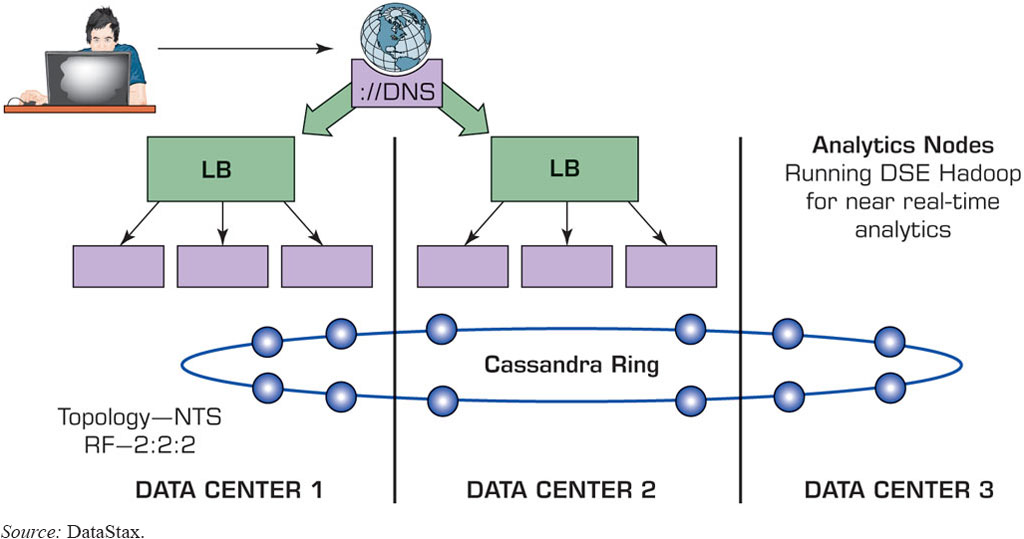 ://DNS
LB
LB
Analytics Nodes
Running DSE Hadoop
for near real-time
analytics
Cassandra Ring
Topology—NTS
RF—2:2:2
DATA CENTER 1
DATA CENTER 2
DATA CENTER 3
Source: DataStax.